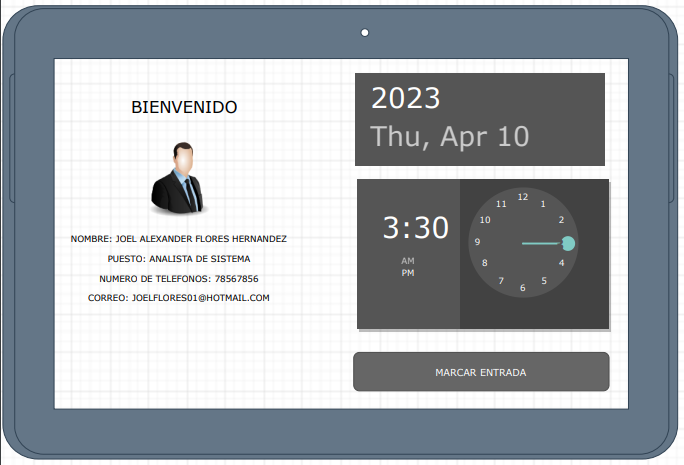 BIENVENIDO
NOMBRE: JOEL ALEXANDER FLORES HERNANDEZ
PUESTO: ANALISTA DE SISTEMA
NUMERO DE TELEFONOS: 78567856
CORREO: JOELFLORES01@HOTMAIL.COM
2023
Thu, Apr 10
3:30
AM
PM
12
1
2
4
5
6
7
8
9
10
11
MARCAR ENTRADA